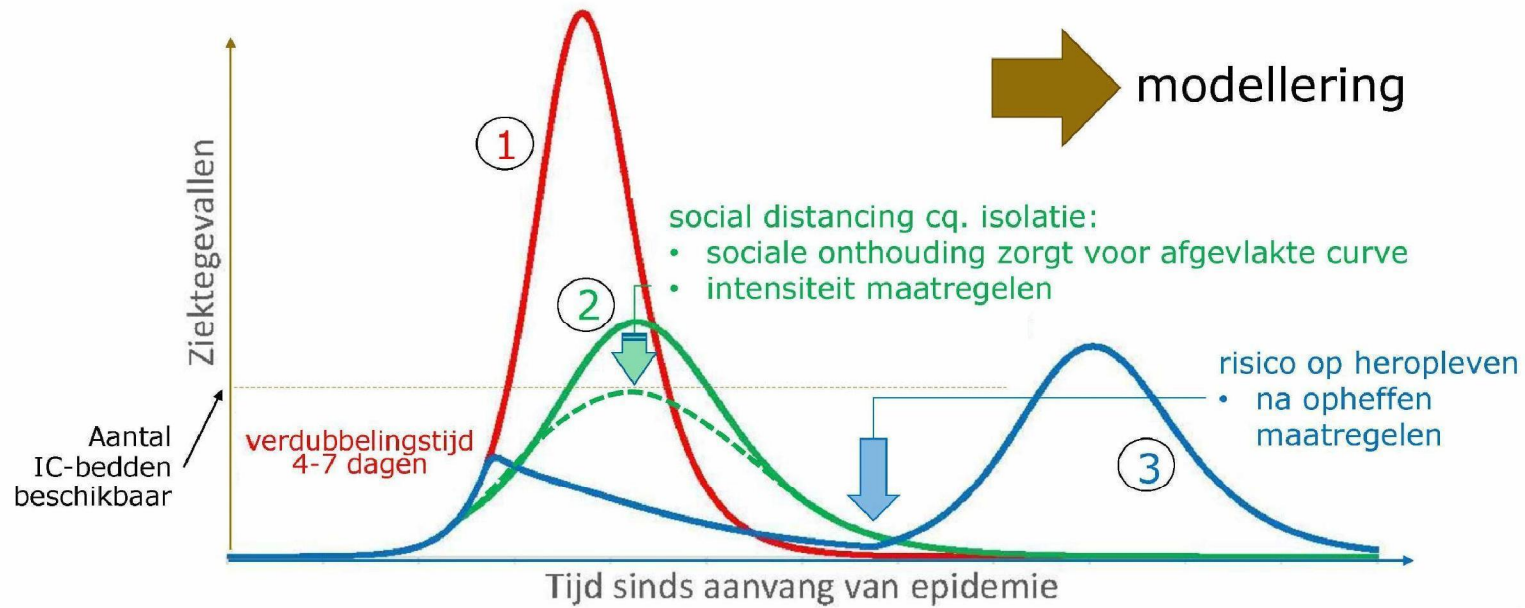 modellering
Ziektegevallen
1
social distancing cq. isolatie:
• sociale onthouding zorgt voor afgevlakte curve
• intensiteit maatregelen
2
risico op heropleven
• na opheffen
maatregelen
Aantal
IC-bedden
beschikbaar
verdubbelingstijd
4-7 dagen
3
Tijd sinds aanvang van epidemie